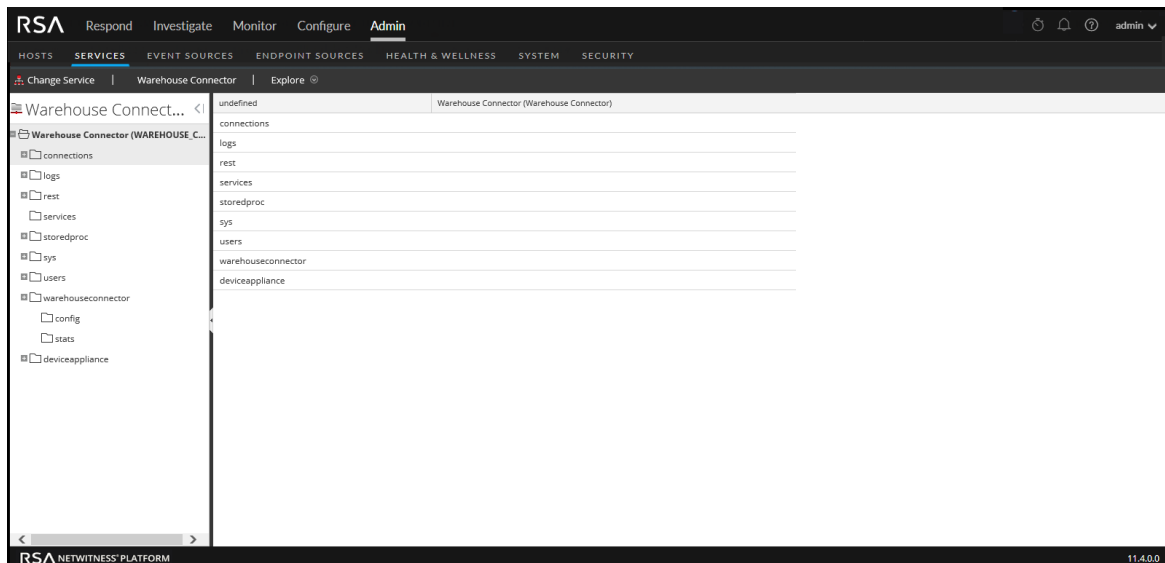 RSA Respond Investigate Monitor Configure Admin admin
HOSTS SERVICES EVENT SOURCES ENDPOINT SOURCES HEALTH & WELLNESS SYSTEM SECURITY
Change Service | Warehouse Connector | Explore
Warehouse Connect...
undefined Warehouse Connector (Warehouse Connector)
Warehouse Connector (WAREHOUSE_C...
connections
logs
rest
services
storedproc
sys
users
warehouseconnector
config
stats
deviceappliance
connections
logs
rest
services
storedproc
sys
users
warehouseconnector
deviceappliance
RSA NETWITNESS® PLATFORM 11.4.0.0